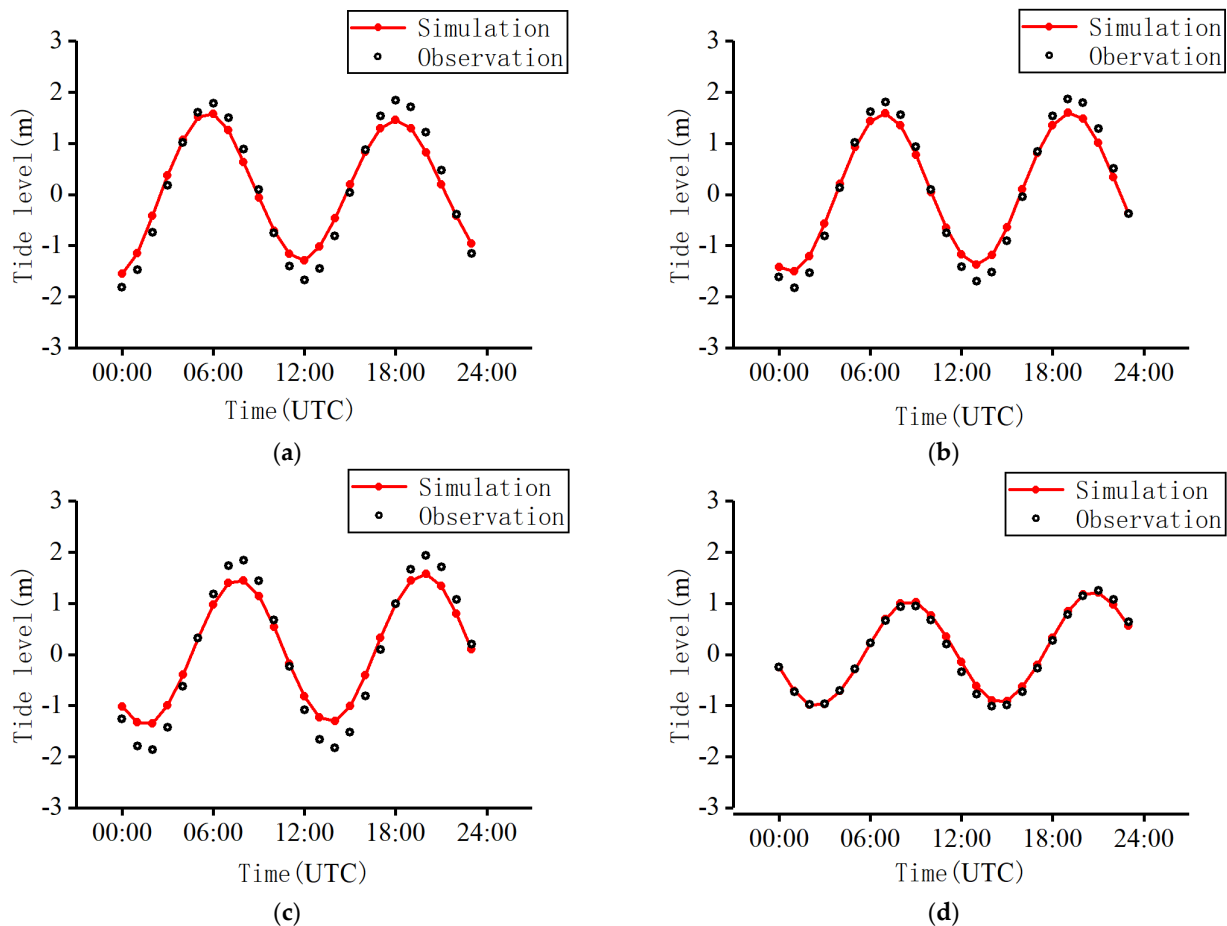 Simulation
Observation
3
2
1
0
-1
-2
-3
Tide level(m)
00:00 06:00 12:00 18:00 24:00
Time(UTC)
(a)
Simulation
Obervation
3
2
1
0
-1
-2
-3
Tide level(m)
00:00 06:00 12:00 18:00 24:00
Time(UTC)
(b)
Simulation
Observation
3
2
1
0
-1
-2
-3
Tide level(m)
00:00 06:00 12:00 18:00 24:00
Time(UTC)
(c)
Simulation
Observation
3
2
1
0
-1
-2
-3
Tide level(m)
00:00 06:00 12:00 18:00 24:00
Time(UTC)
(d)